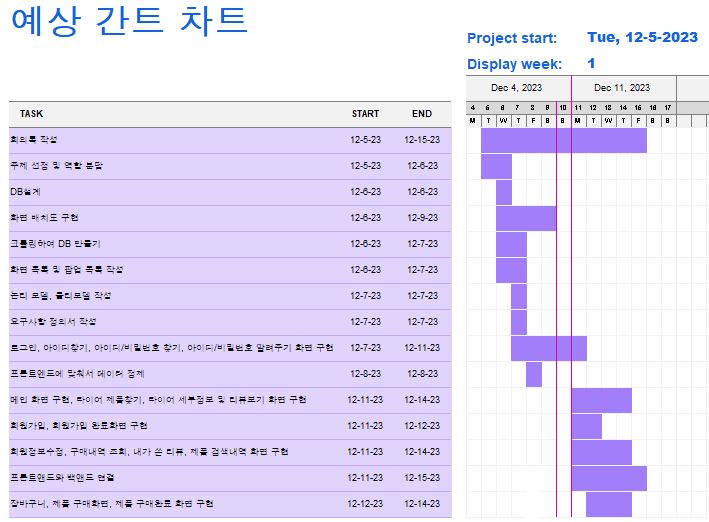 예상 간트 차트
Project start: Tue, 12-5-2023
Display week: 1
Dec 4, 2023 Dec 11, 2023
4 5 6 7 8 9 10 11 12 13 14 15 16 17
TASK START END M T W T F S S M T W T F S S
회의록 작성 12-5-23 12-15-23
주제 선정 및 역할 분담 12-5-23 12-6-23
DB설계 12-6-23 12-6-23
화면 배치도 구현 12-6-23 12-9-23
크롤링하여 DB 만들기 12-6-23 12-7-23
화면 목록 및 팝업 목록 작성 12-6-23 12-7-23
논리 모델, 물리모델 작성 12-7-23 12-7-23
요구사항 정의서 작성 12-7-23 12-7-23
로그인, 아이디찾기, 아이디/비밀번호 찾기, 아이디/비밀번호 알려주기 화면 구현 12-7-23 12-11-23
프론트엔드에 맞춰서 데이터 정제 12-8-23 12-8-23
메인 화면 구현, 타이어 제품찾기, 타이어 세부정보 및 리뷰보기 화면 구현 12-11-23 12-14-23
회원가입, 회원가입 완료화면 구현 12-11-23 12-12-23
회원정보수정, 구매내역 조회, 내가 쓴 리뷰, 제품 검색내역 화면 구현 12-11-23 12-14-23
프론트앤드와 백앤드 연결 12-11-23 12-15-23
장바구니, 제품 구매화면, 제품 구매완료 화면 구현 12-12-23 12-14-23